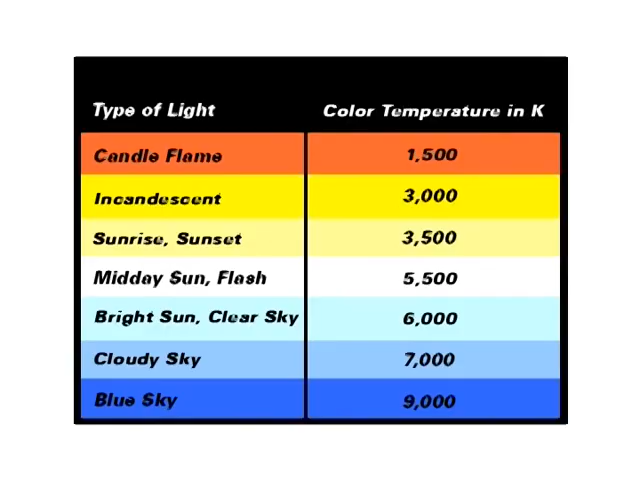 Type of Light Color Temperature in K
Candle Flame 1,500
Incandescent 3,000
Sunrise, Sunset 3,500
Midday Sun, Flash 5,500
Bright Sun, Clear Sky 6,000
Cloudy Sky 7,000
Blue Sky 9,000